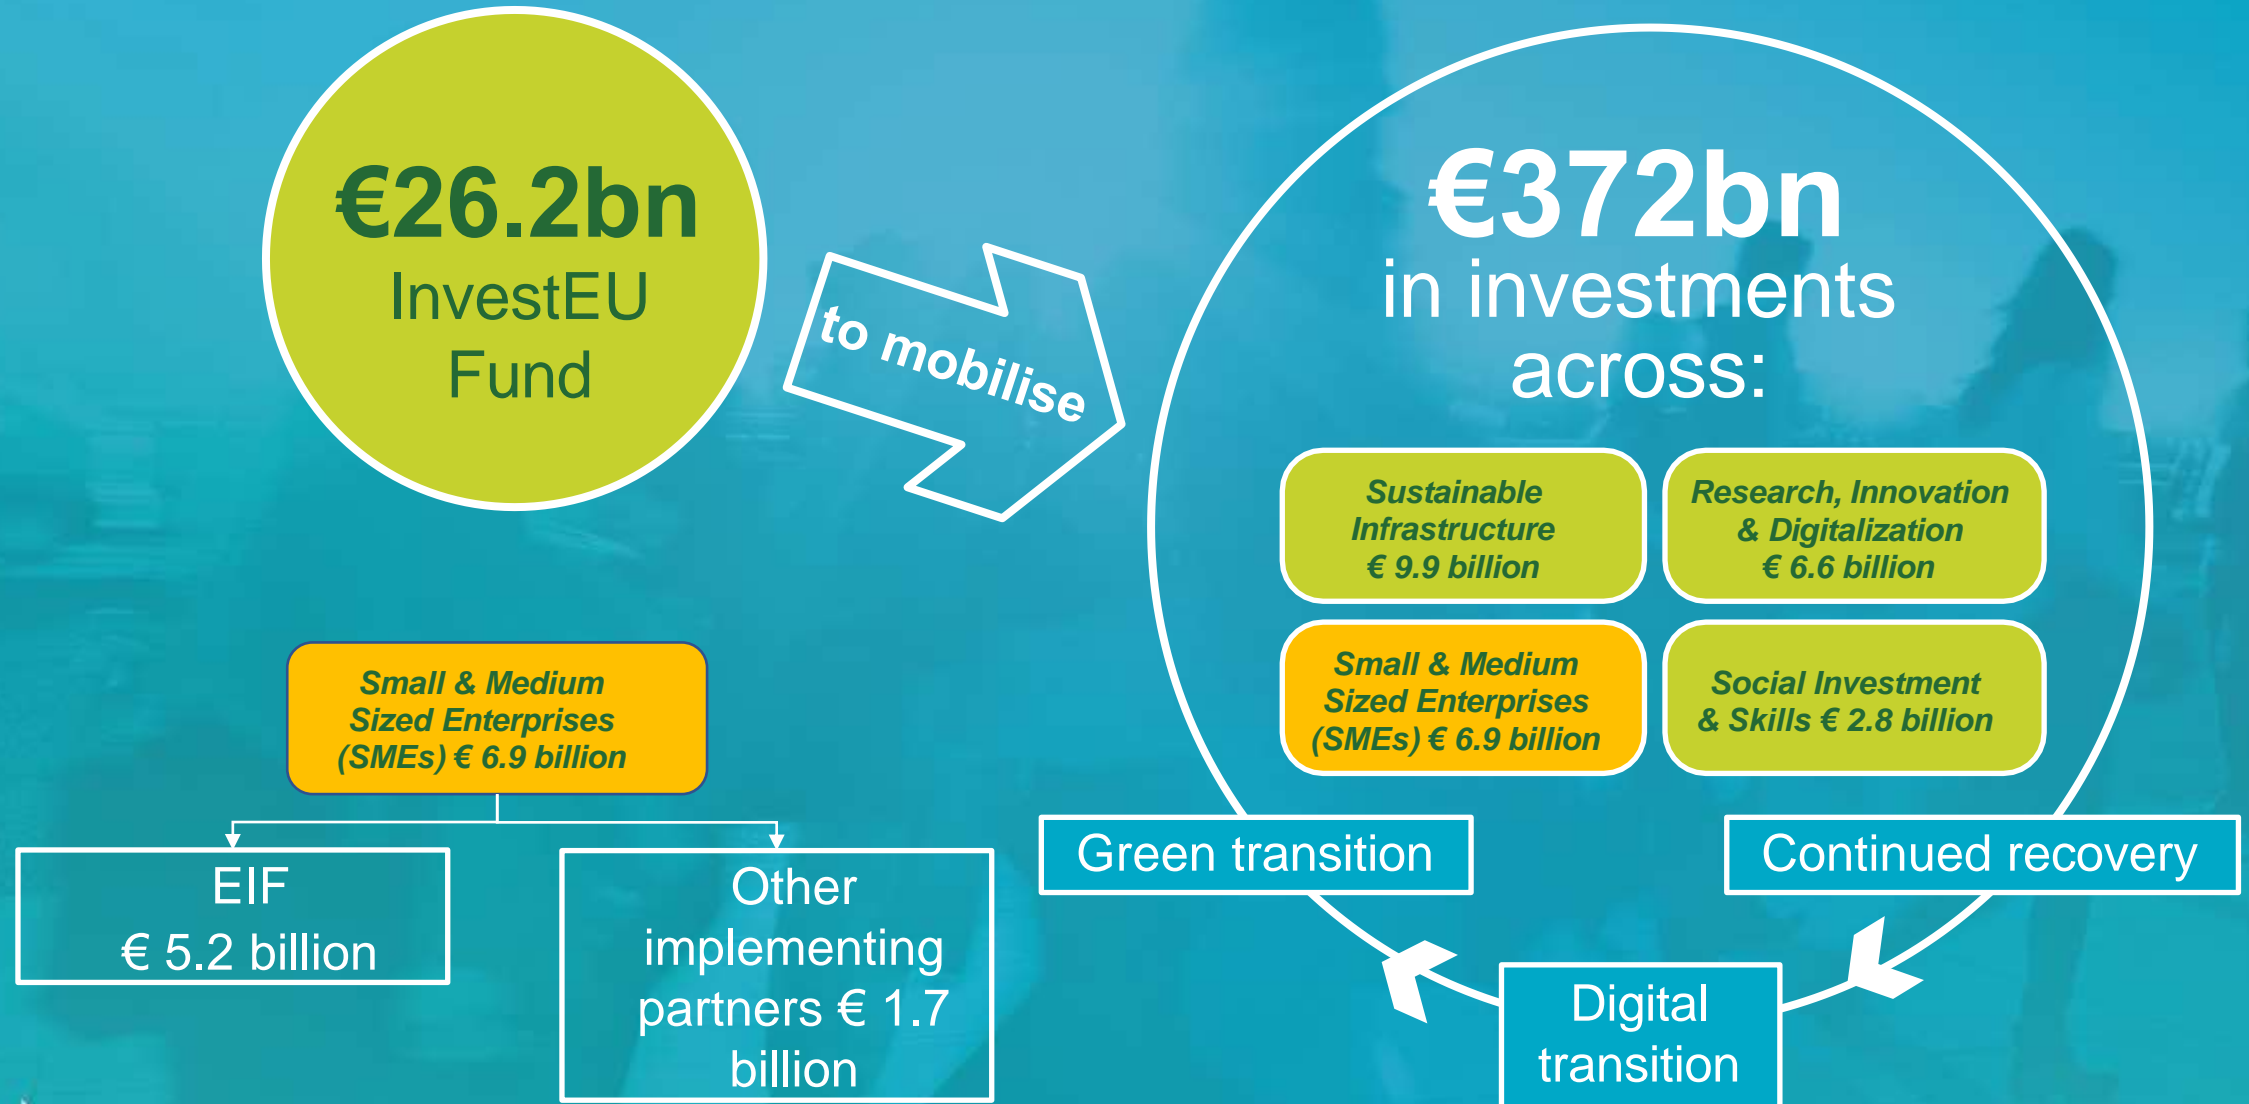 €26.2bn
InvestEU
Fund
to mobilise
€372bn
in investments
across:
Sustainable
Infrastructure
€ 9.9 billion
Research, Innovation
& Digitalization
€ 6.6 billion
Small & Medium
Sized Enterprises
(SMEs) € 6.9 billion
Social Investment
& Skills € 2.8 billion
Small & Medium
Sized Enterprises
(SMEs) € 6.9 billion
EIF
€ 5.2 billion
Other
implementing
partners € 1.7
billion
Green transition
Continued recovery
Digital
transition